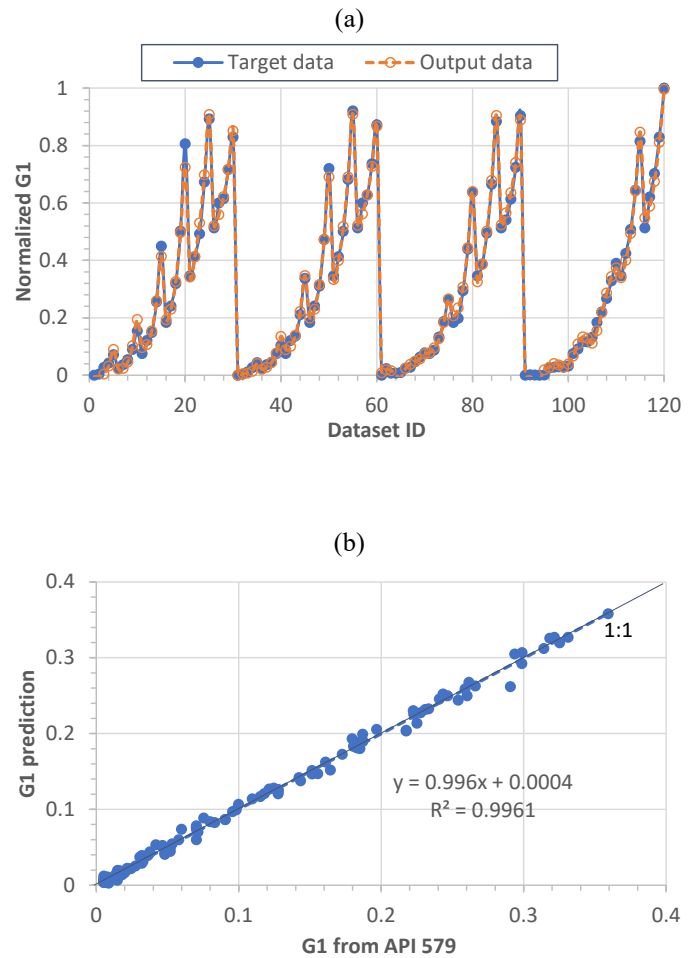 (a)
Target data Output data
1
0.8
0.6
0.4
0.2
0
Normalized G1
0 20 40 60 80 100 120
Dataset ID
(b)
0.4
0.3
0.2
0.1
0
G1 prediction
1:1
y = 0.996x + 0.0004
R² = 0.9961
0 0.1 0.2 0.3 0.4
G1 from API 579